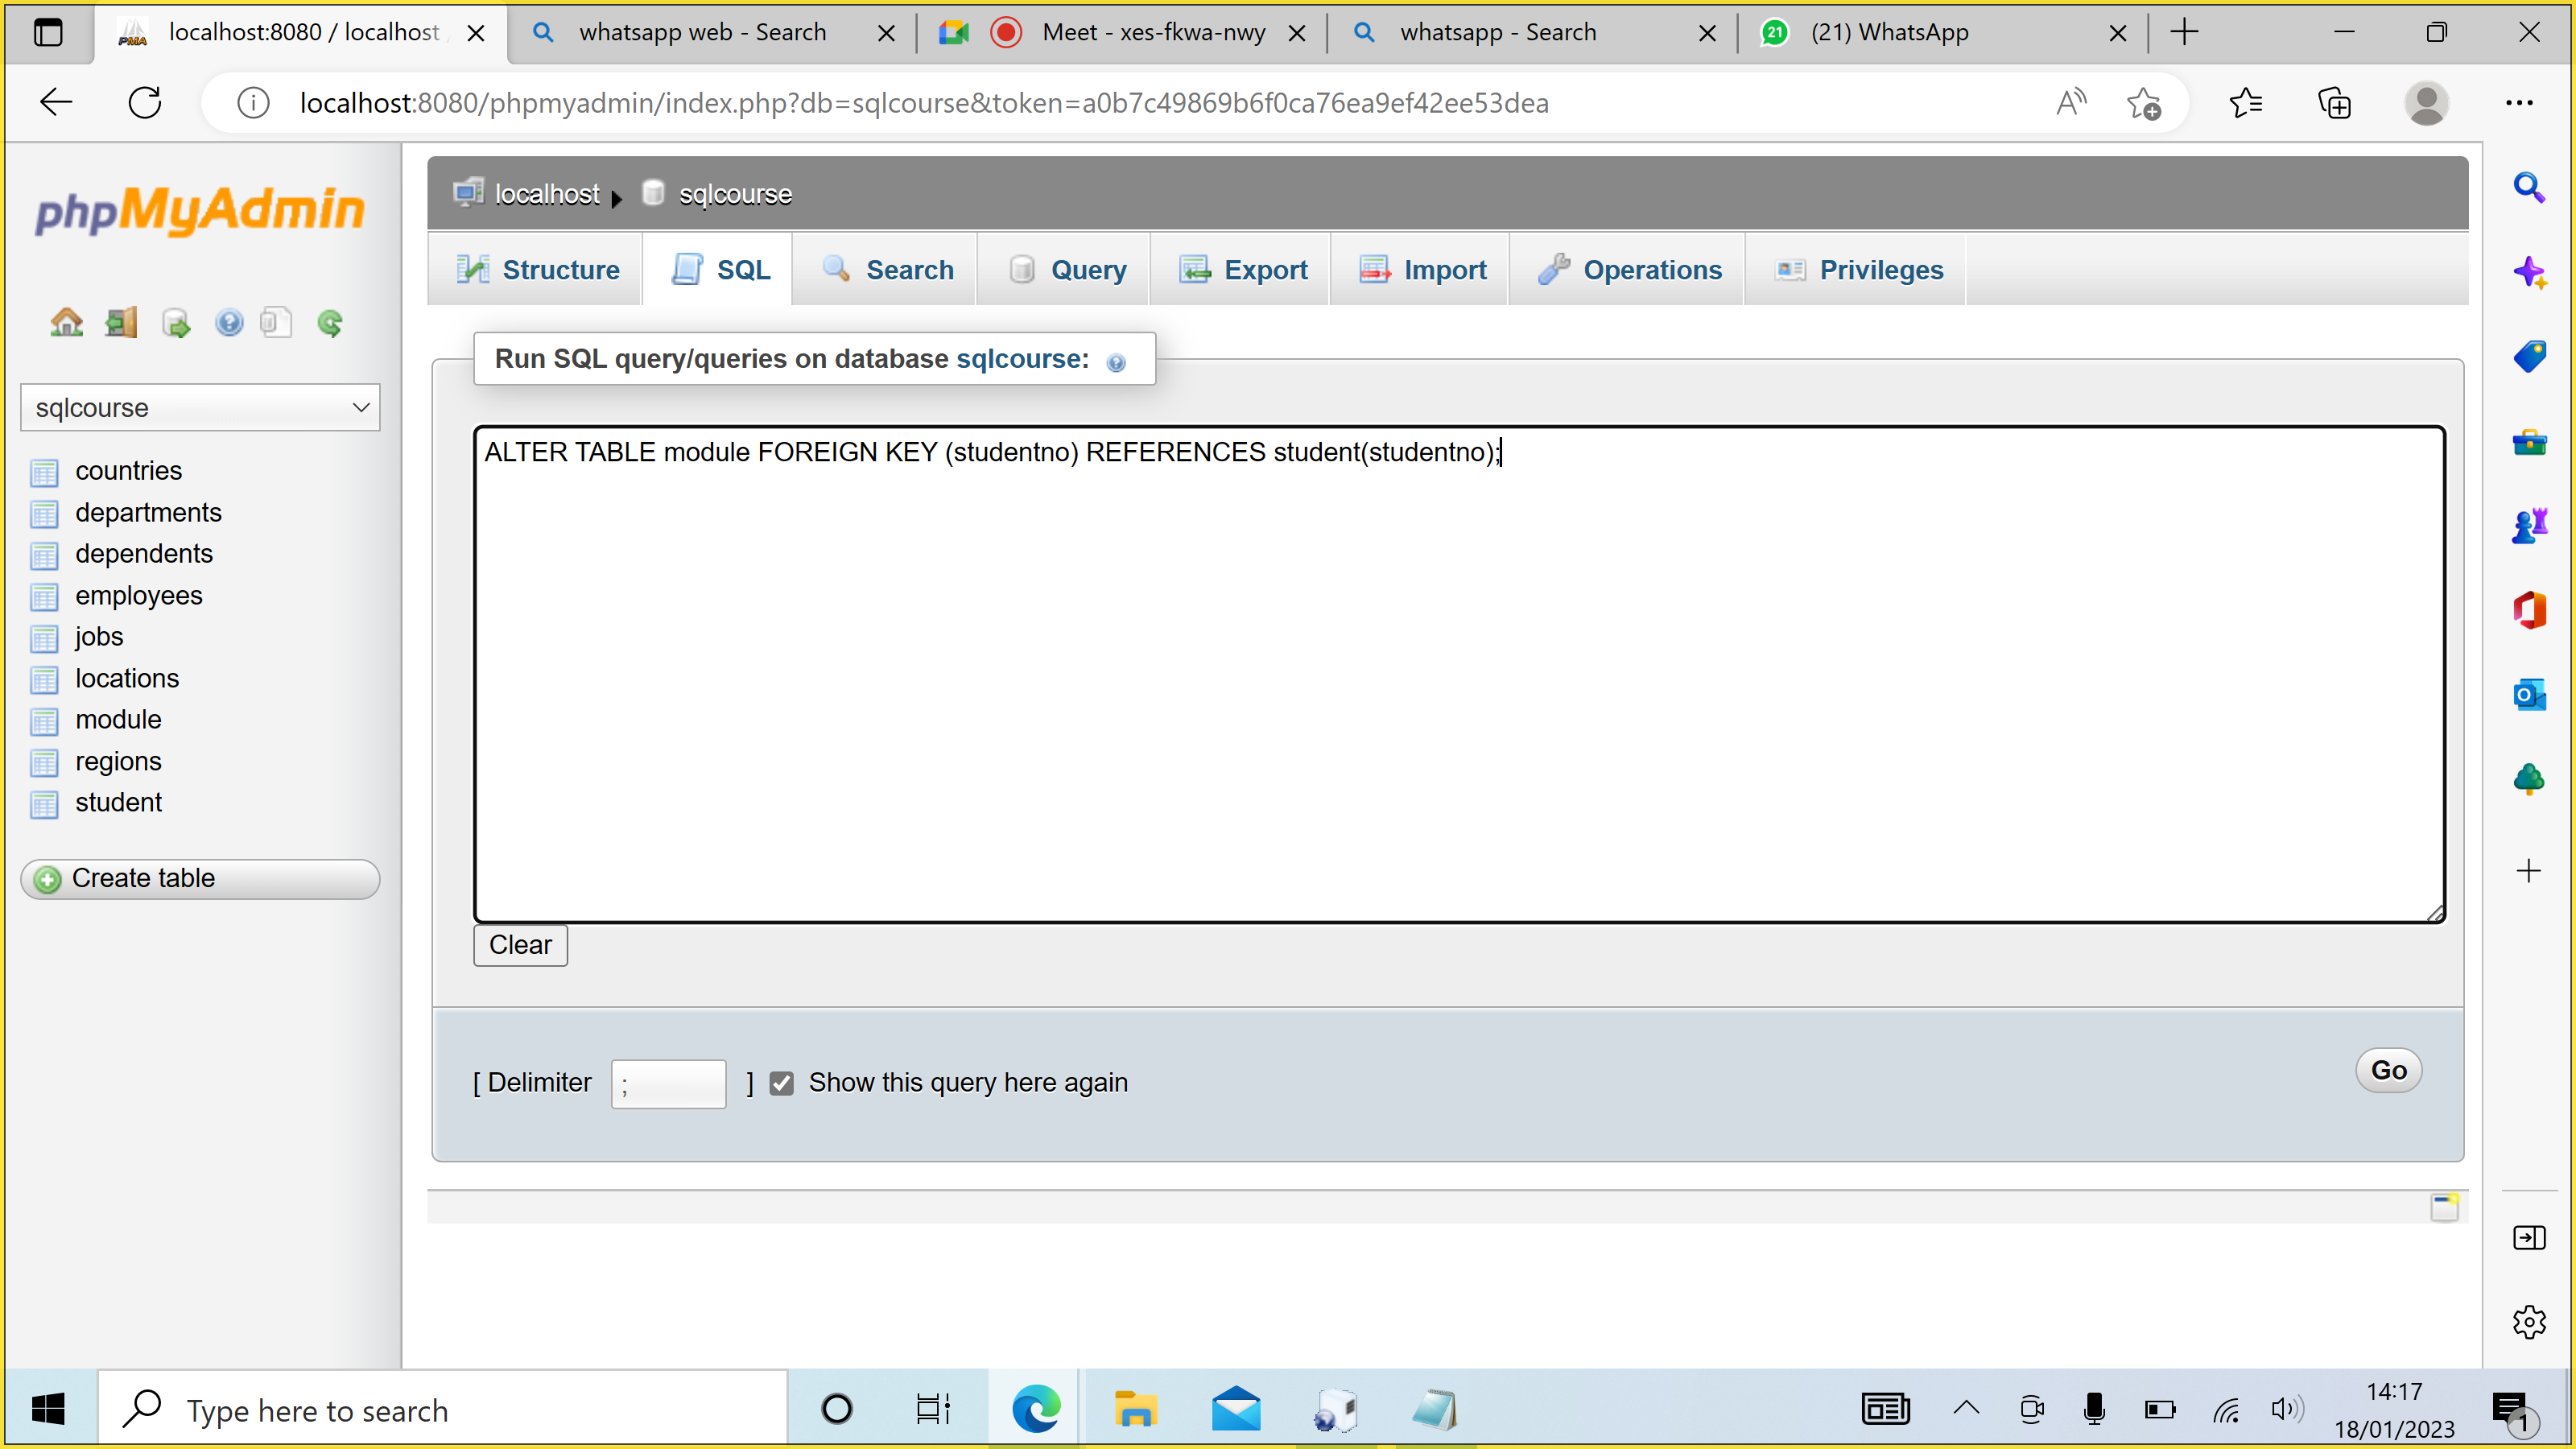 localhost:8080 / localhost /
whatsapp web - Search
Meet - xes-fkwa-nwy
whatsapp - Search
21
(21) WhatsApp
localhost:8080/phpmyadmin/index.php?db=sqlcourse&token=a0b7c49869b6f0ca76ea9ef42ee53dea
phpMyAdmin
localhost
sqlcourse
Structure
SQL
Search
Query
Export
Import
Operations
Privileges
Run SQL query/queries on database sqlcourse:
sqlcourse
ALTER TABLE module FOREIGN KEY (studentno) REFERENCES student(studentno);
countries
departments
dependents
employees
jobs
locations
module
regions
student
Create table
Clear
[ Delimiter ; ] Show this query here again
Go
Type here to search
14:17
18/01/2023
1